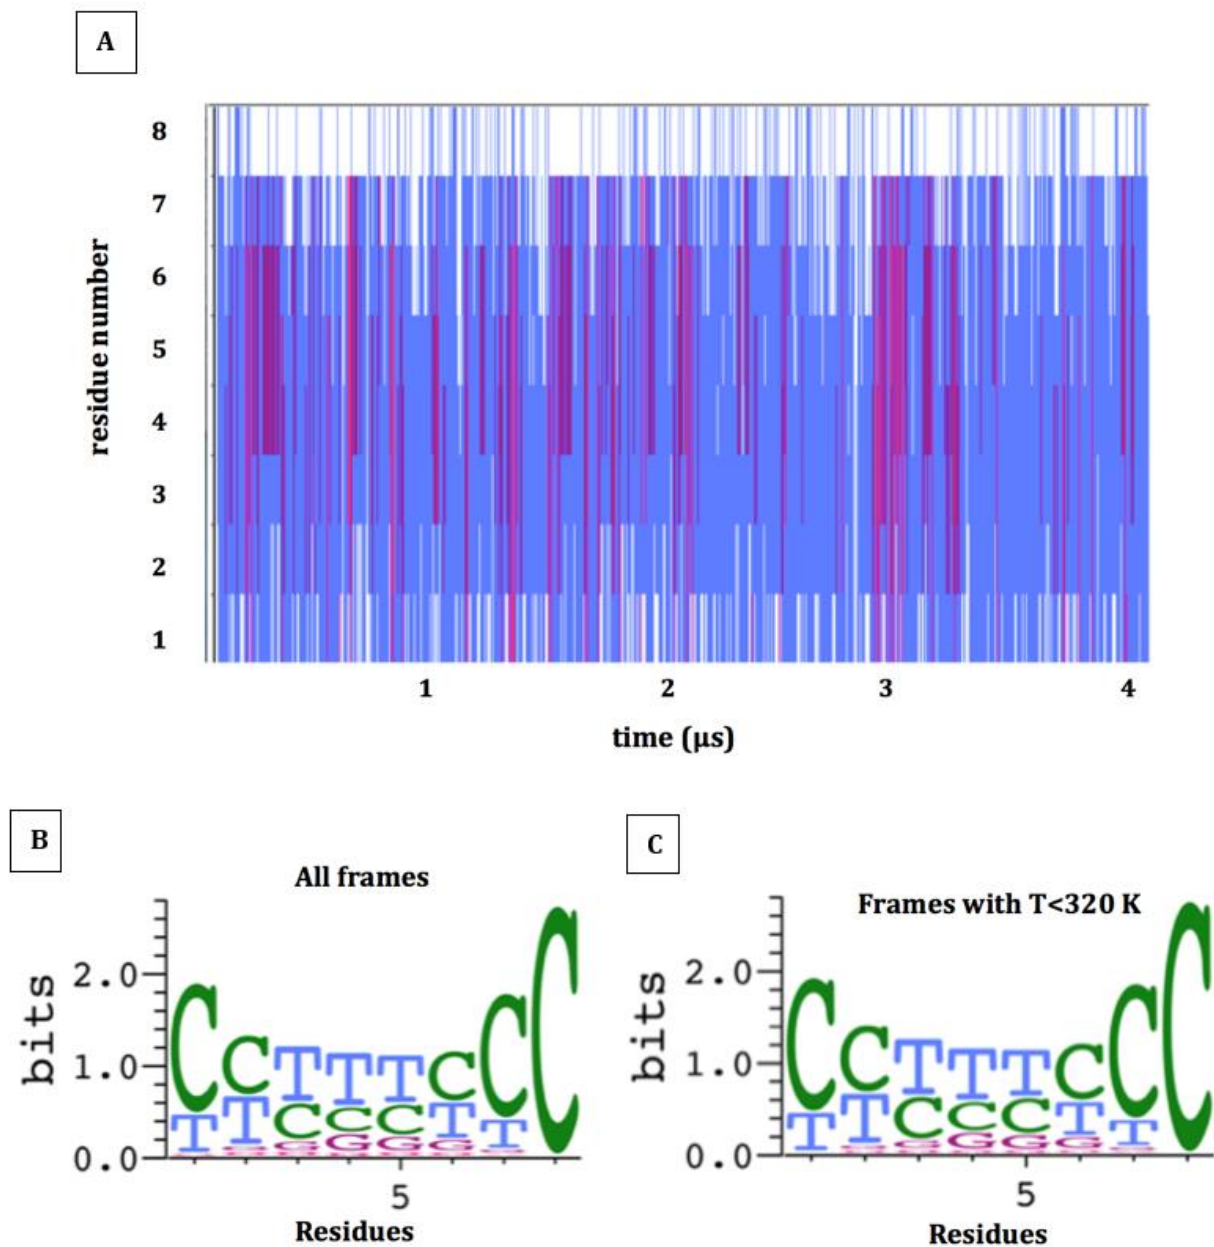 A
8
7
6
5
4
3
2
1
residue number
1 2 3 4
time (μs)
B
All frames
bits
2.0
1.0
0.0
C T
C T
T C G
T C G
T C G
C T G
C T
C
5
Residues
C
Frames with T<320 K
bits
2.0
1.0
0.0
C T
C T
T C G
T C G
T C G
C T G
C T
C
5
Residues